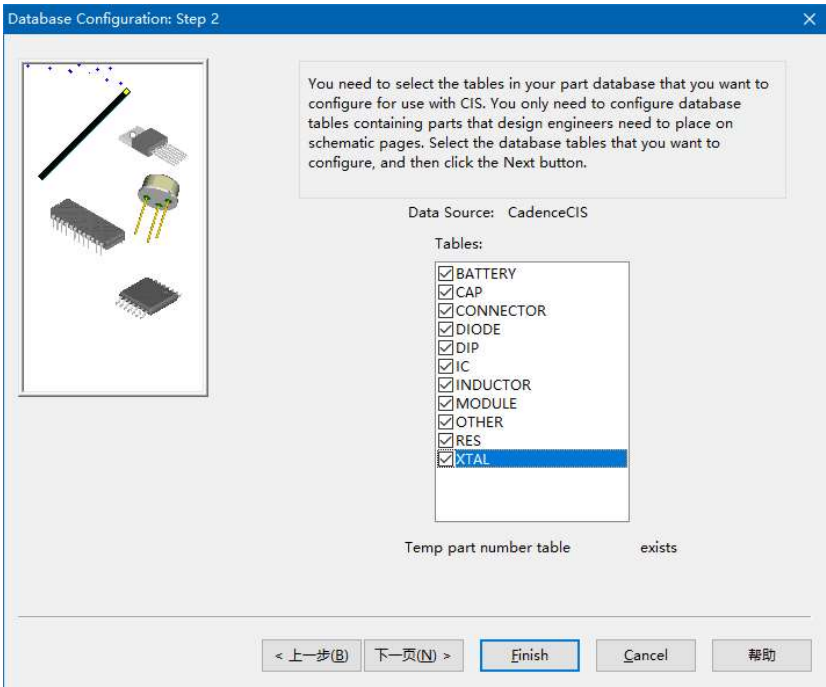 Database Configuration: Step 2
You need to select the tables in your part database that you want to
configure for use with CIS. You only need to configure database
tables containing parts that design engineers need to place on
schematic pages. Select the database tables that you want to
configure, and then click the Next button.
Data Source: CadenceCIS
Tables:
BATTERY
CAP
CONNECTOR
DIODE
DIP
IC
INDUCTOR
MODULE
OTHER
RES
XTAL
Temp part number table exists
< 上一步(B) 下一页(N) > Finish Cancel 帮助